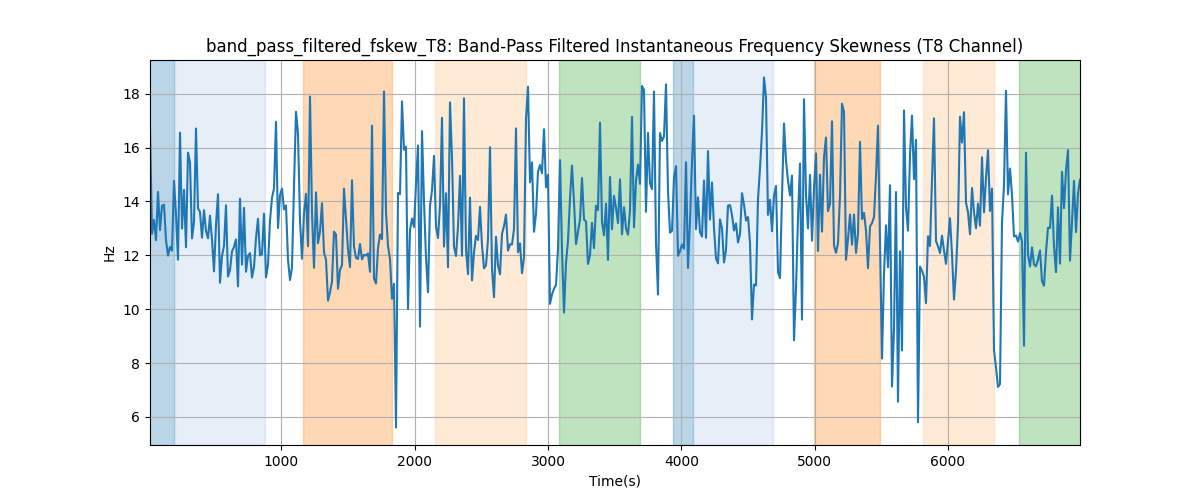 band_pass_filtered_fskew_T8: Band-Pass Filtered Instantaneous Frequency Skewness (T8 Channel)
18
16
14
12
10
8
6
Hz
1000 2000 3000 4000 5000 6000
Time(s)